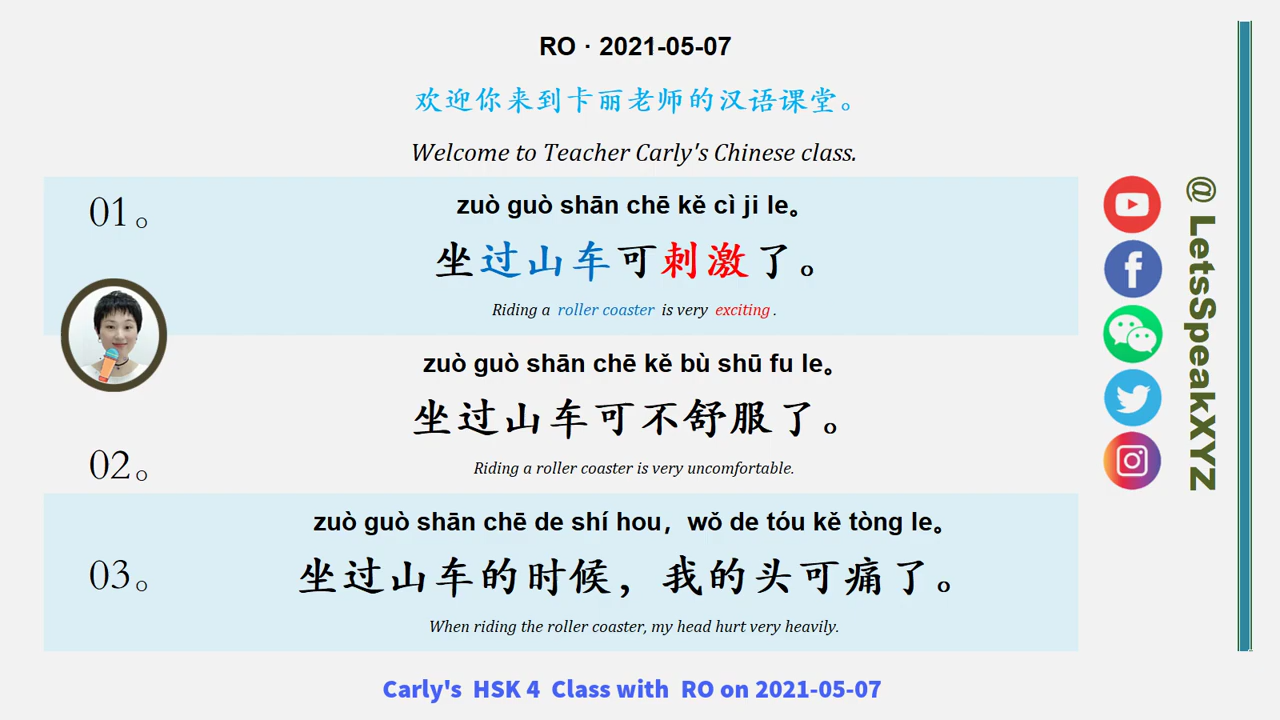 RO · 2021-05-07
欢迎你来到卡丽老师的汉语课堂。
Welcome to Teacher Carly's Chinese class.
01。
zuò guò shān chē kě cì ji le。
坐过山车可刺激了。
Riding a roller coaster is very exciting.
02。
zuò guò shān chē kě bù shū fu le。
坐过山车可不舒服了。
Riding a roller coaster is very uncomfortable.
03。
zuò guò shān chē de shí hou，wǒ de tóu kě tòng le。
坐过山车的时候，我的头可痛了。
When riding the roller coaster, my head hurt very heavily.
@ LetsSpeakXYZ
Carly's HSK 4 Class with RO on 2021-05-07